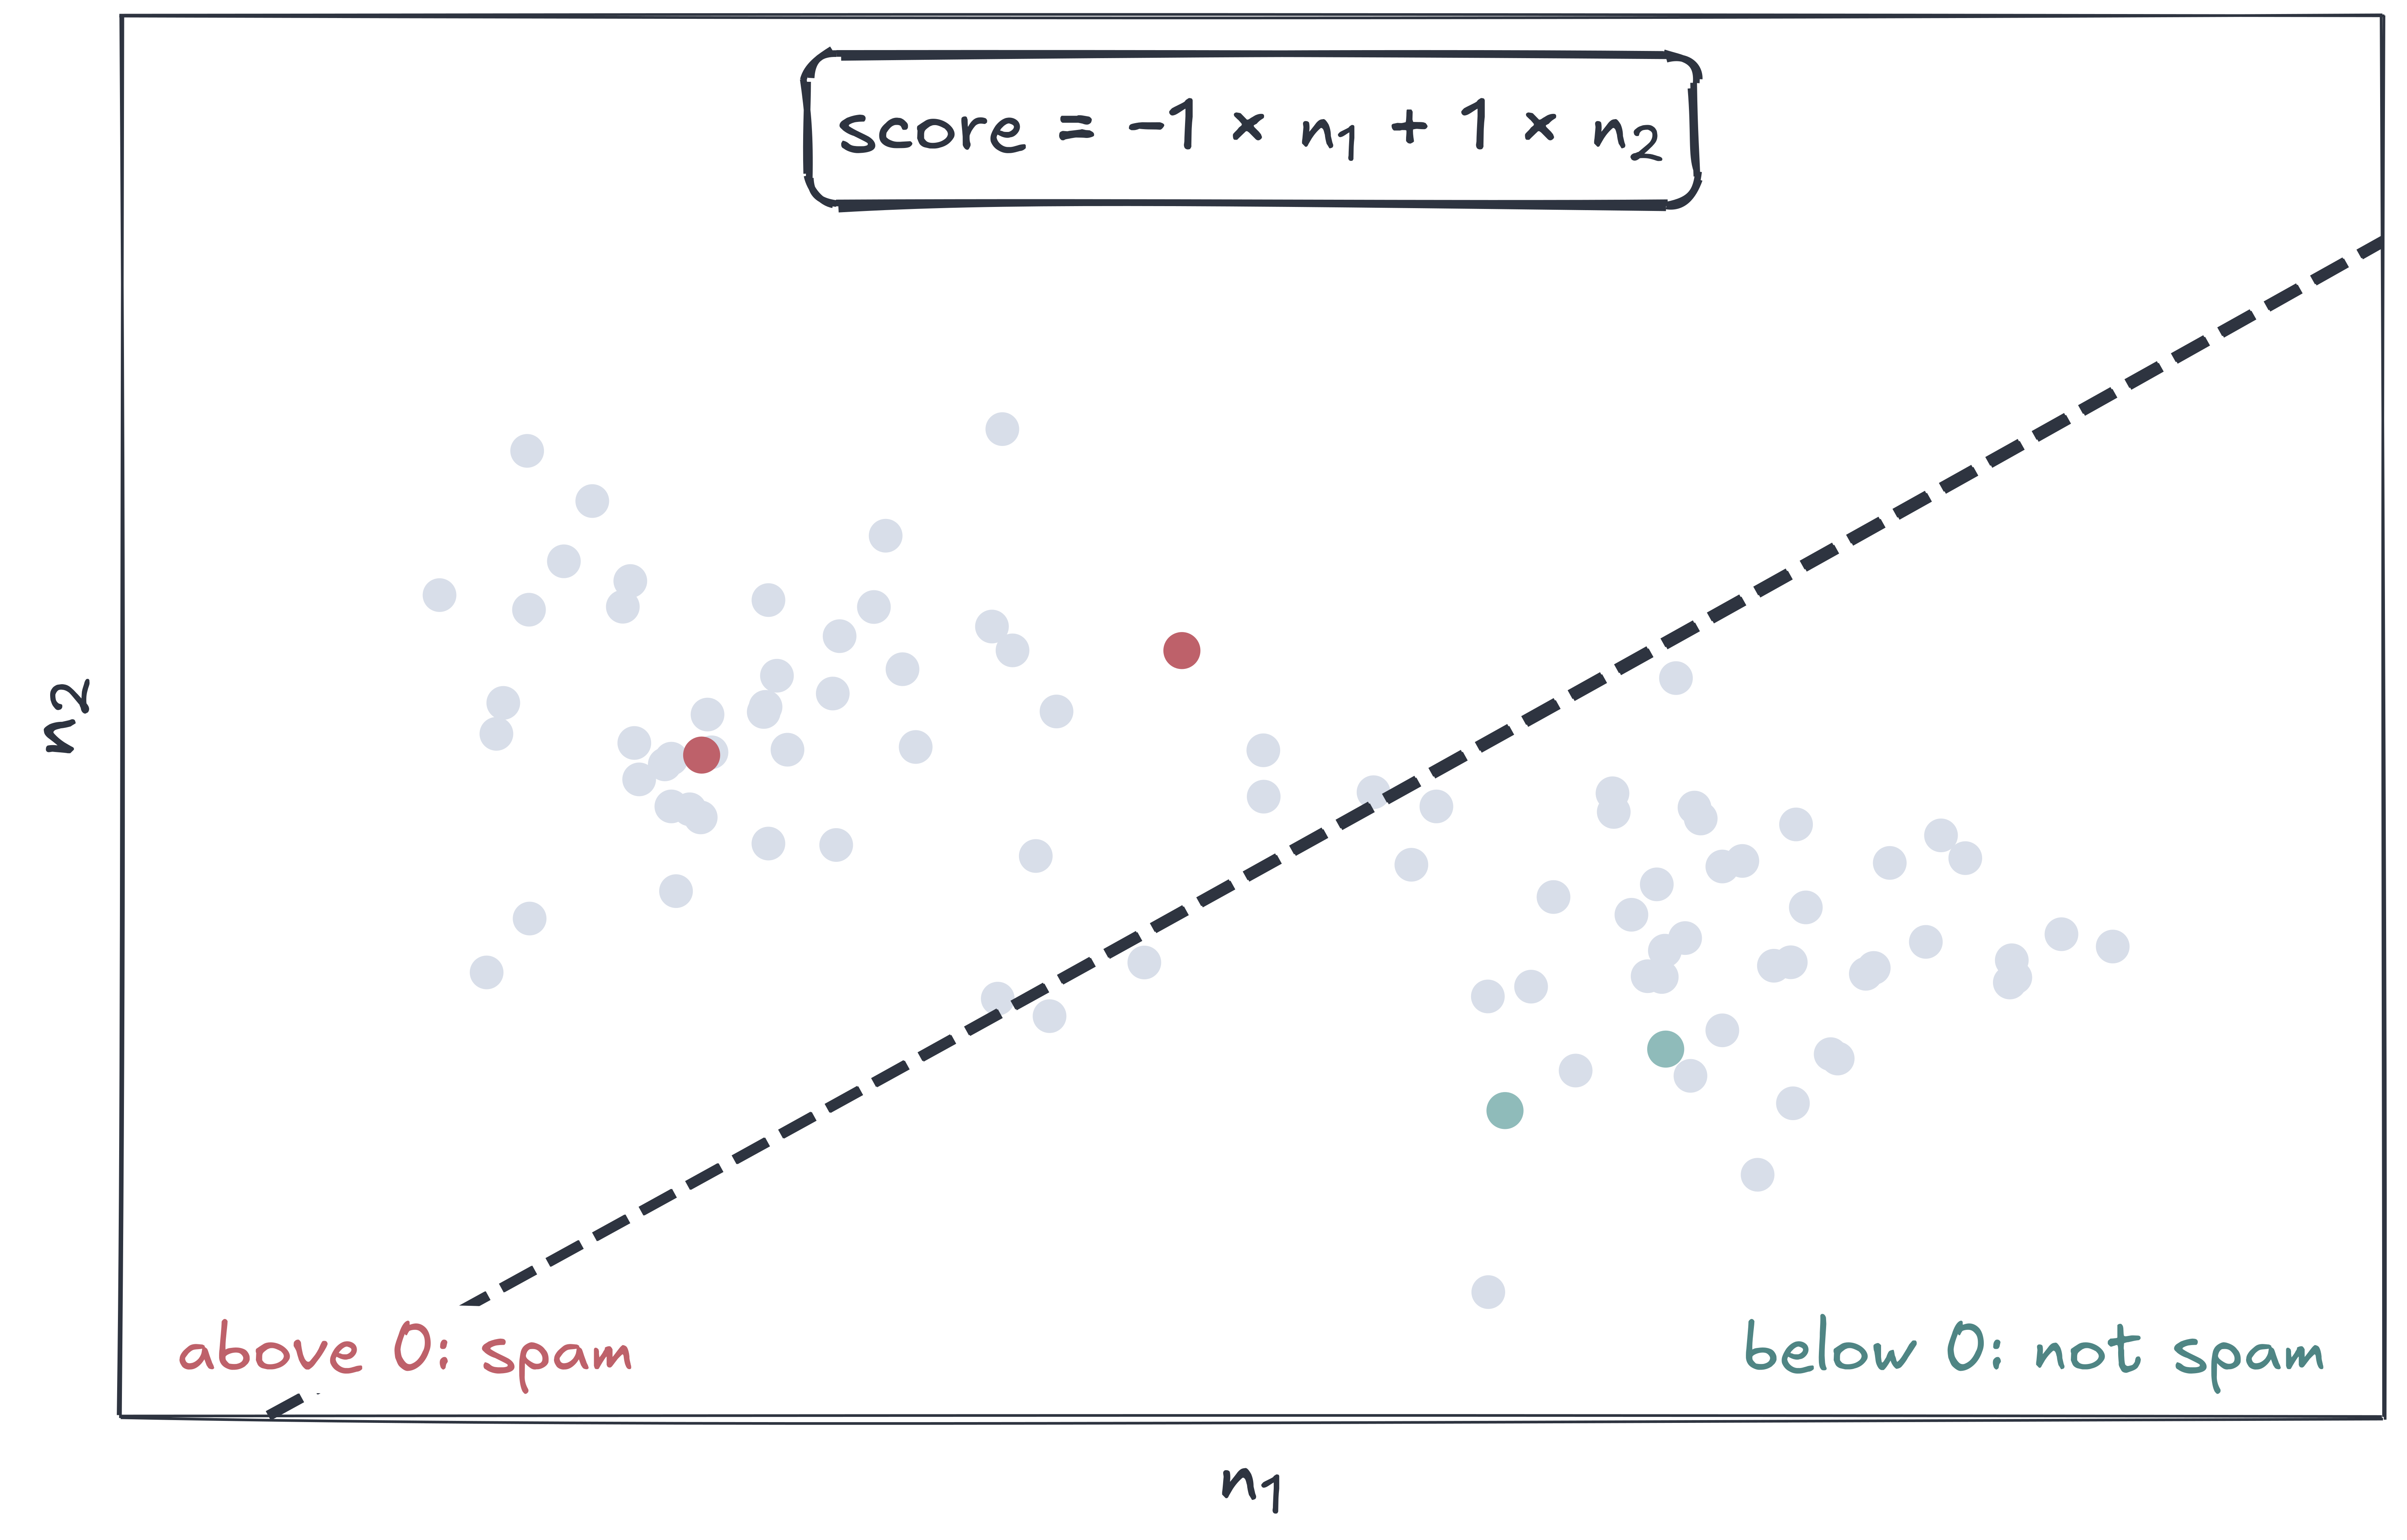 score = -1 × n₁ + 1 × n₂
n₂
above 0: spam
below 0: not spam
n₁